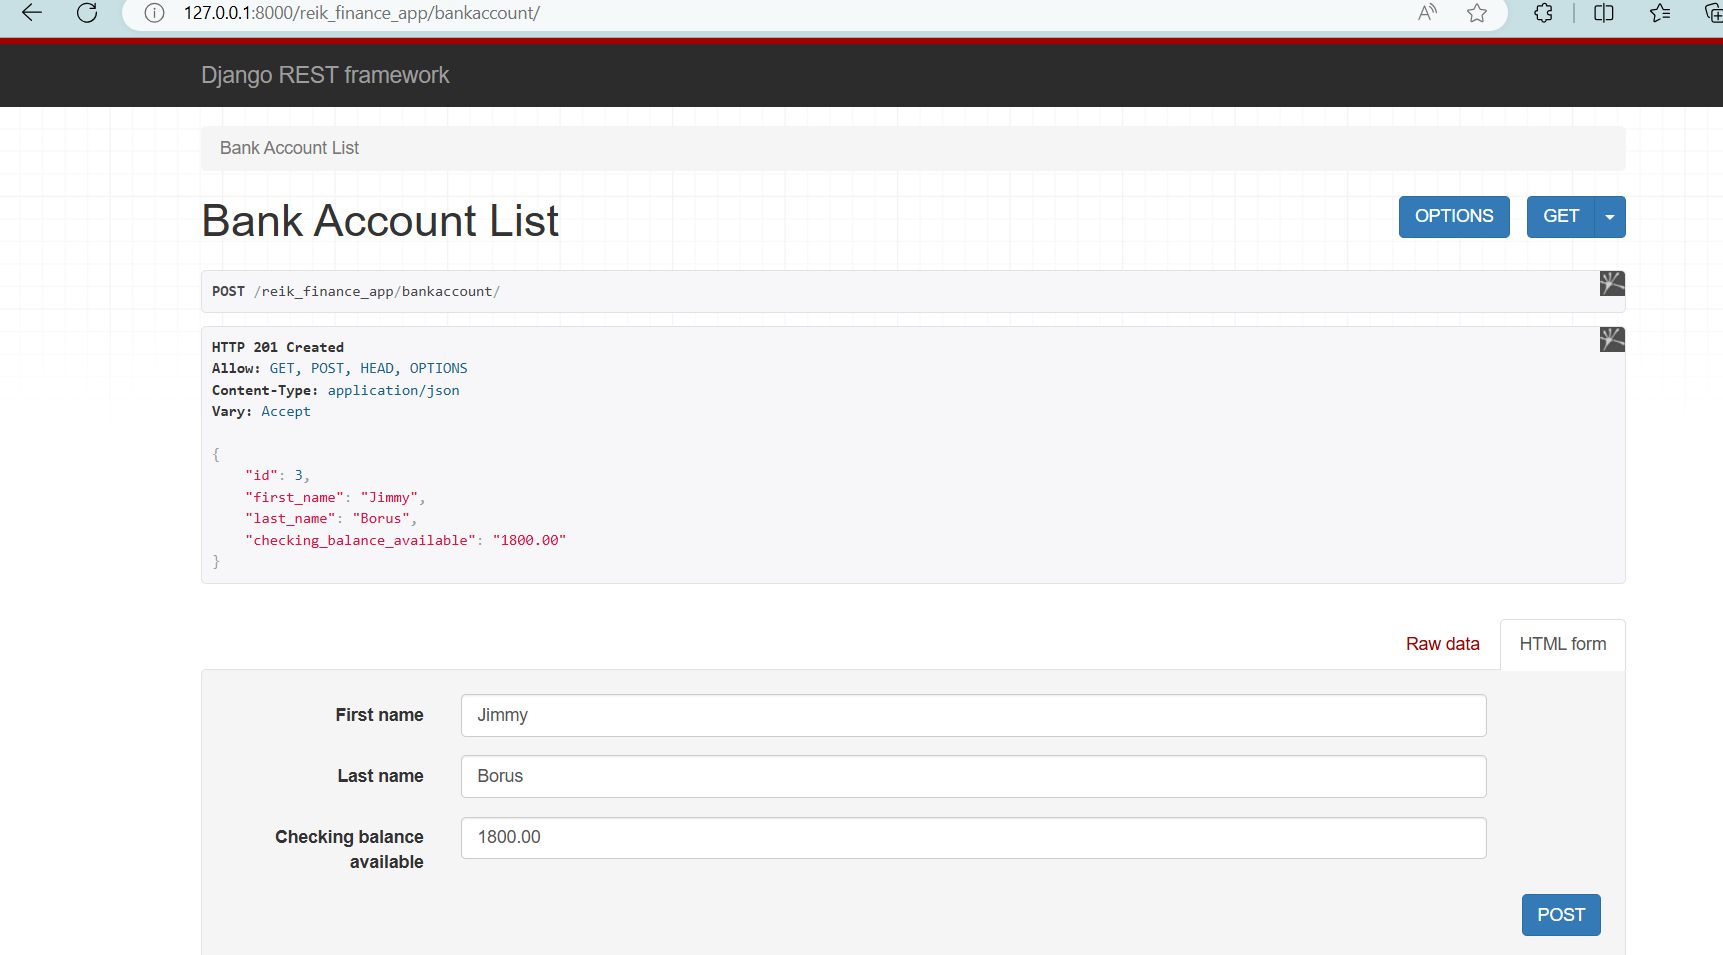 127.0.0.1:8000/reik_finance_app/bankaccount/
Django REST framework
Bank Account List
Bank Account List
OPTIONS
GET
POST /reik_finance_app/bankaccount/
HTTP 201 Created
Allow: GET, POST, HEAD, OPTIONS
Content-Type: application/json
Vary: Accept
{
    "id": 3,
    "first_name": "Jimmy",
    "last_name": "Borus",
    "checking_balance_available": "1800.00"
}
Raw data
HTML form
First name
Jimmy
Last name
Borus
Checking balance
available
1800.00
POST